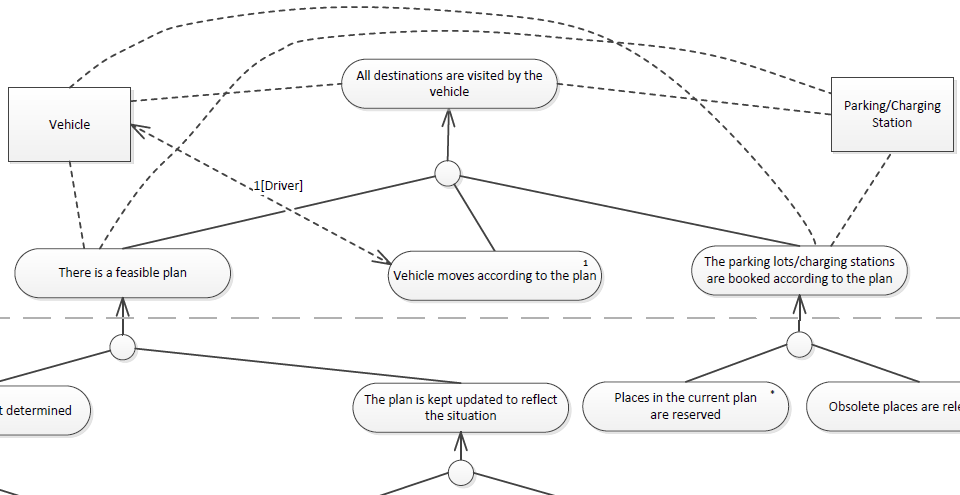 All destinations are visited by the
vehicle
Vehicle
Parking/Charging
Station
1[Driver]
There is a feasible plan
1
Vehicle moves according to the plan
The parking lots/charging stations
are booked according to the plan
t determined
The plan is kept updated to reflect
the situation
Places in the current plan *
are reserved
Obsolete places are rele